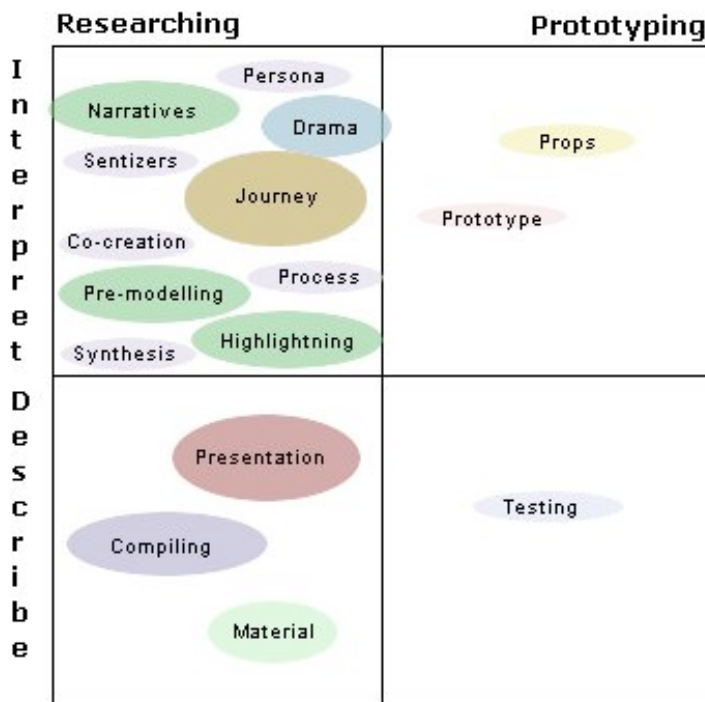 Researching
Prototyping
Interpret
Persona
Narratives
Drama
Props
Sentizers
Journey
Prototype
Co-creation
Process
Pre-modelling
Highlightning
Synthesis
Describe
Presentation
Testing
Compiling
Material